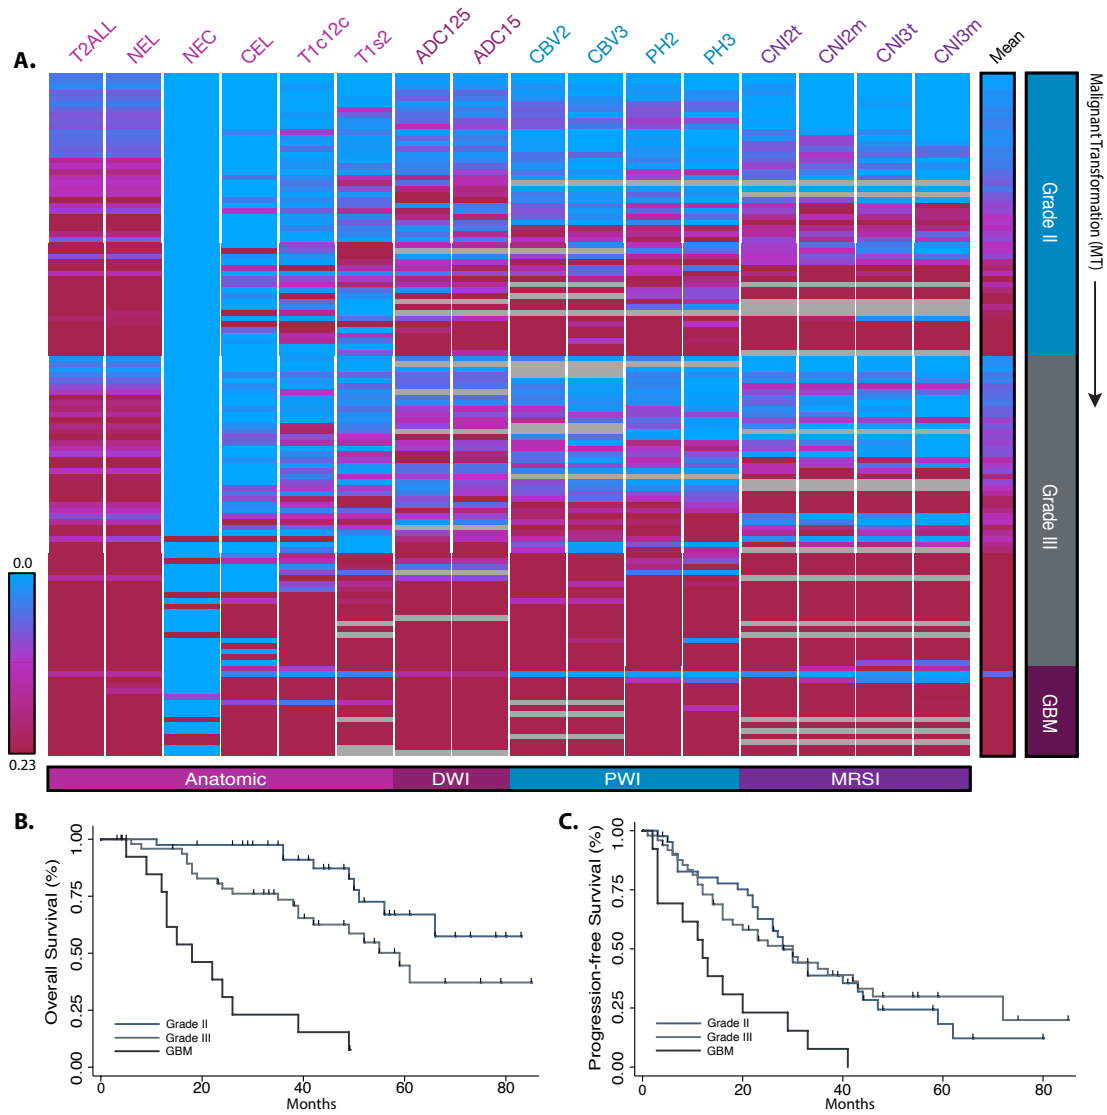 A.
T2ALL NEL NEC CEL T1c12c T1s2 ADC125 ADC15 CBV2 CBV3 PH2 PH3 CNI2t CNI2m CNI3t CNI3m Mean
Malignant Transformation (MT)
Grade II
Grade III
GBM
0.0
0.23
Anatomic DWI PWI MRSI
B.
Overall Survival (%)
1.00
0.75
0.50
0.25
0.00
Grade II
Grade III
GBM
0 20 40 60 80
Months
C.
Progression-free Survival (%)
1.00
0.75
0.50
0.25
0.00
Grade II
Grade III
GBM
0 20 40 60 80
Months